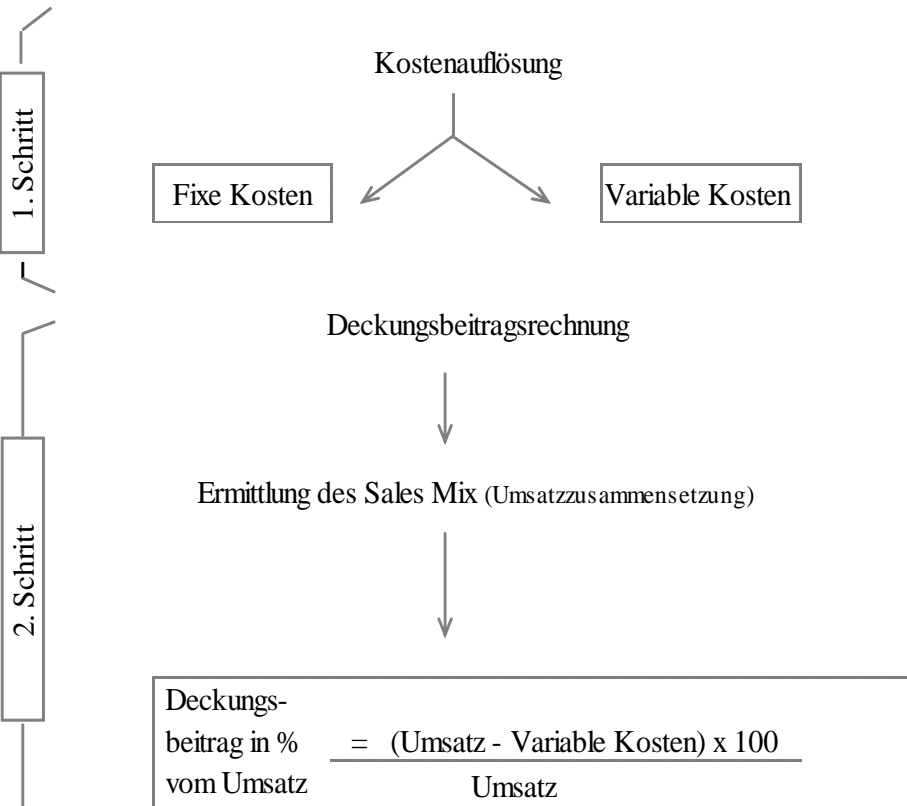 Kostenauflösung
1. Schritt
Fixe Kosten
Variable Kosten
Deckungsbeitragsrechnung
Ermittlung des Sales Mix (Umsatzzusammensetzung)
2. Schritt
Deckungs-
beitrag in % = (Umsatz - Variable Kosten) x 100
vom Umsatz Umsatz